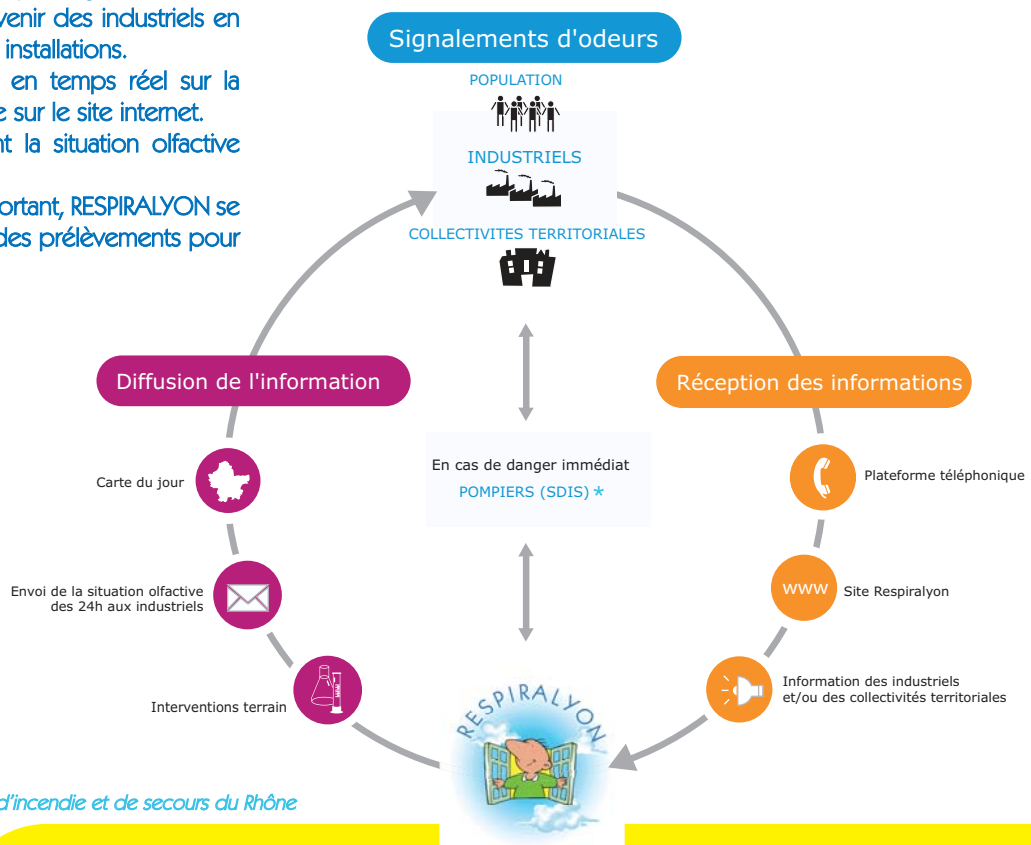 venir des industriels en
installations.
en temps réel sur la
sur le site internet.
la situation olfactive
RESPIRALYON se
des prélèvements pour
Signalements d'odeurs
POPULATION
INDUSTRIELS
COLLECTIVITES TERRITORIALES
Diffusion de l'information
Réception des informations
En cas de danger immédiat
POMPIERS (SDIS) *
Carte du jour
Plateforme téléphonique
Envoi de la situation olfactive
des 24h aux industriels
www
Site Respiralyon
Interventions terrain
Information des industriels
et/ou des collectivités territoriales
RESPIRALYON
d'incendie et de secours du Rhône